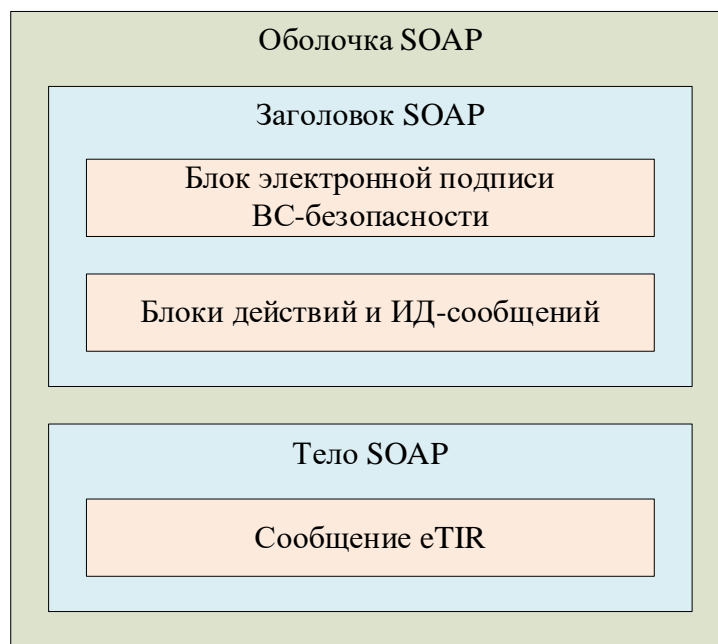 Оболочка SOAP
Заголовок SOAP
Блок электронной подписи
ВС-безопасности
Блоки действий и ИД-сообщений
Тело SOAP
Сообщение eTIR